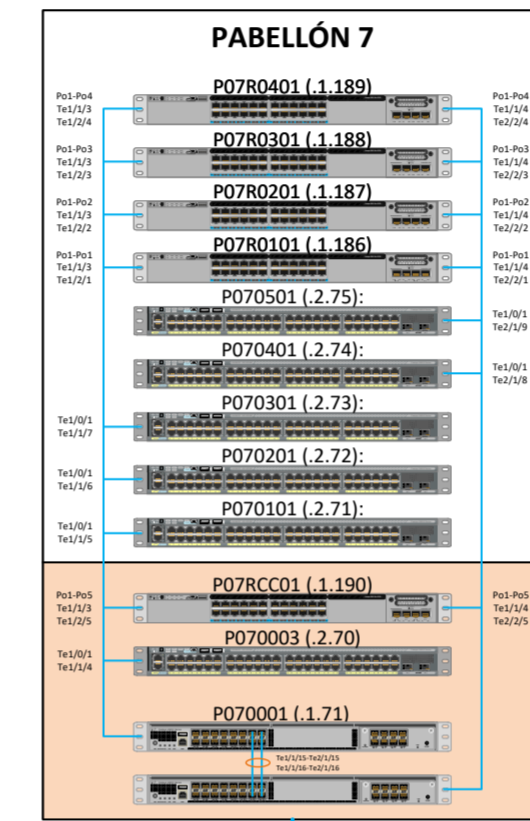 PABELLÓN 7
P07R0401 (.1.189)
Po1-Po4
Te1/1/3
Te1/2/4
Po1-Po4
Te1/1/4
Te2/2/4
P07R0301 (.1.188)
Po1-Po3
Te1/1/3
Te1/2/3
Po1-Po3
Te1/1/4
Te2/2/3
P07R0201 (.1.187)
Po1-Po2
Te1/1/3
Te1/2/2
Po1-Po2
Te1/1/4
Te2/2/2
P07R0101 (.1.186)
Po1-Po1
Te1/1/3
Te1/2/1
Po1-Po1
Te1/1/4
Te2/2/1
P070501 (.2.75):
Te1/0/1
Te2/1/9
P070401 (.2.74):
Te1/0/1
Te2/1/8
P070301 (.2.73):
Te1/0/1
Te1/1/7
P070201 (.2.72):
Te1/0/1
Te1/1/6
P070101 (.2.71):
Te1/0/1
Te1/1/5
P07RCC01 (.1.190)
Po1-Po5
Te1/1/3
Te1/2/5
Po1-Po5
Te1/1/4
Te2/2/5
P070003 (.2.70)
Te1/0/1
Te1/1/4
P070001 (.1.71)
Te1/1/15-Te2/1/15
Te1/1/16-Te2/1/16